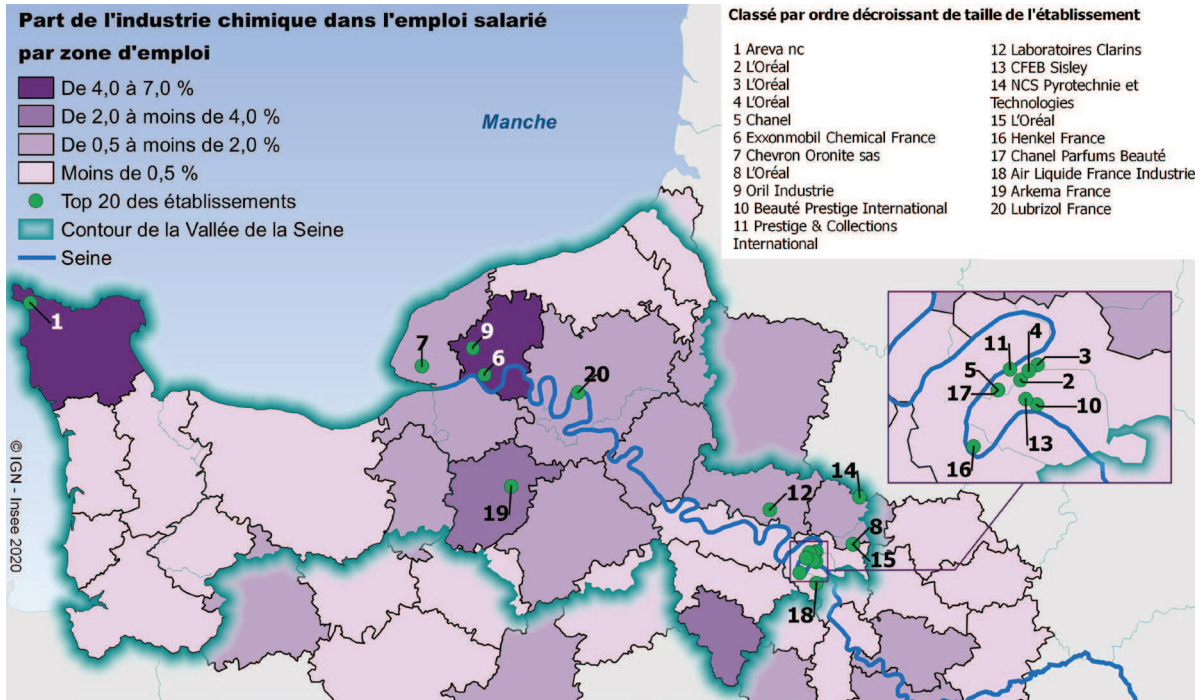 Part de l'industrie chimique dans l'emploi salarié
par zone d'emploi
De 4,0 à 7,0 %
De 2,0 à moins de 4,0 %
De 0,5 à moins de 2,0 %
Moins de 0,5 %
Top 20 des établissements
Contour de la Vallée de la Seine
Seine
Manche
Classé par ordre décroissant de taille de l'établissement
1 Areva nc
2 L'Oréal
3 L'Oréal
4 L'Oréal
5 Chanel
6 Exxonmobil Chemical France
7 Chevron Oronite sas
8 L'Oréal
9 Oril Industrie
10 Beauté Prestige International
11 Prestige & Collections
International
12 Laboratoires Clarins
13 CFEB Sisley
14 NCS Pyrotechnie et
Technologies
15 L'Oréal
16 Henkel France
17 Chanel Parfums Beauté
18 Air Liquide France Industrie
19 Arkema France
20 Lubrizol France
1
7
9
6
20
19
12
14
8
15
18
11
4
3
5
2
17
10
13
16
© IGN - Insee 2020